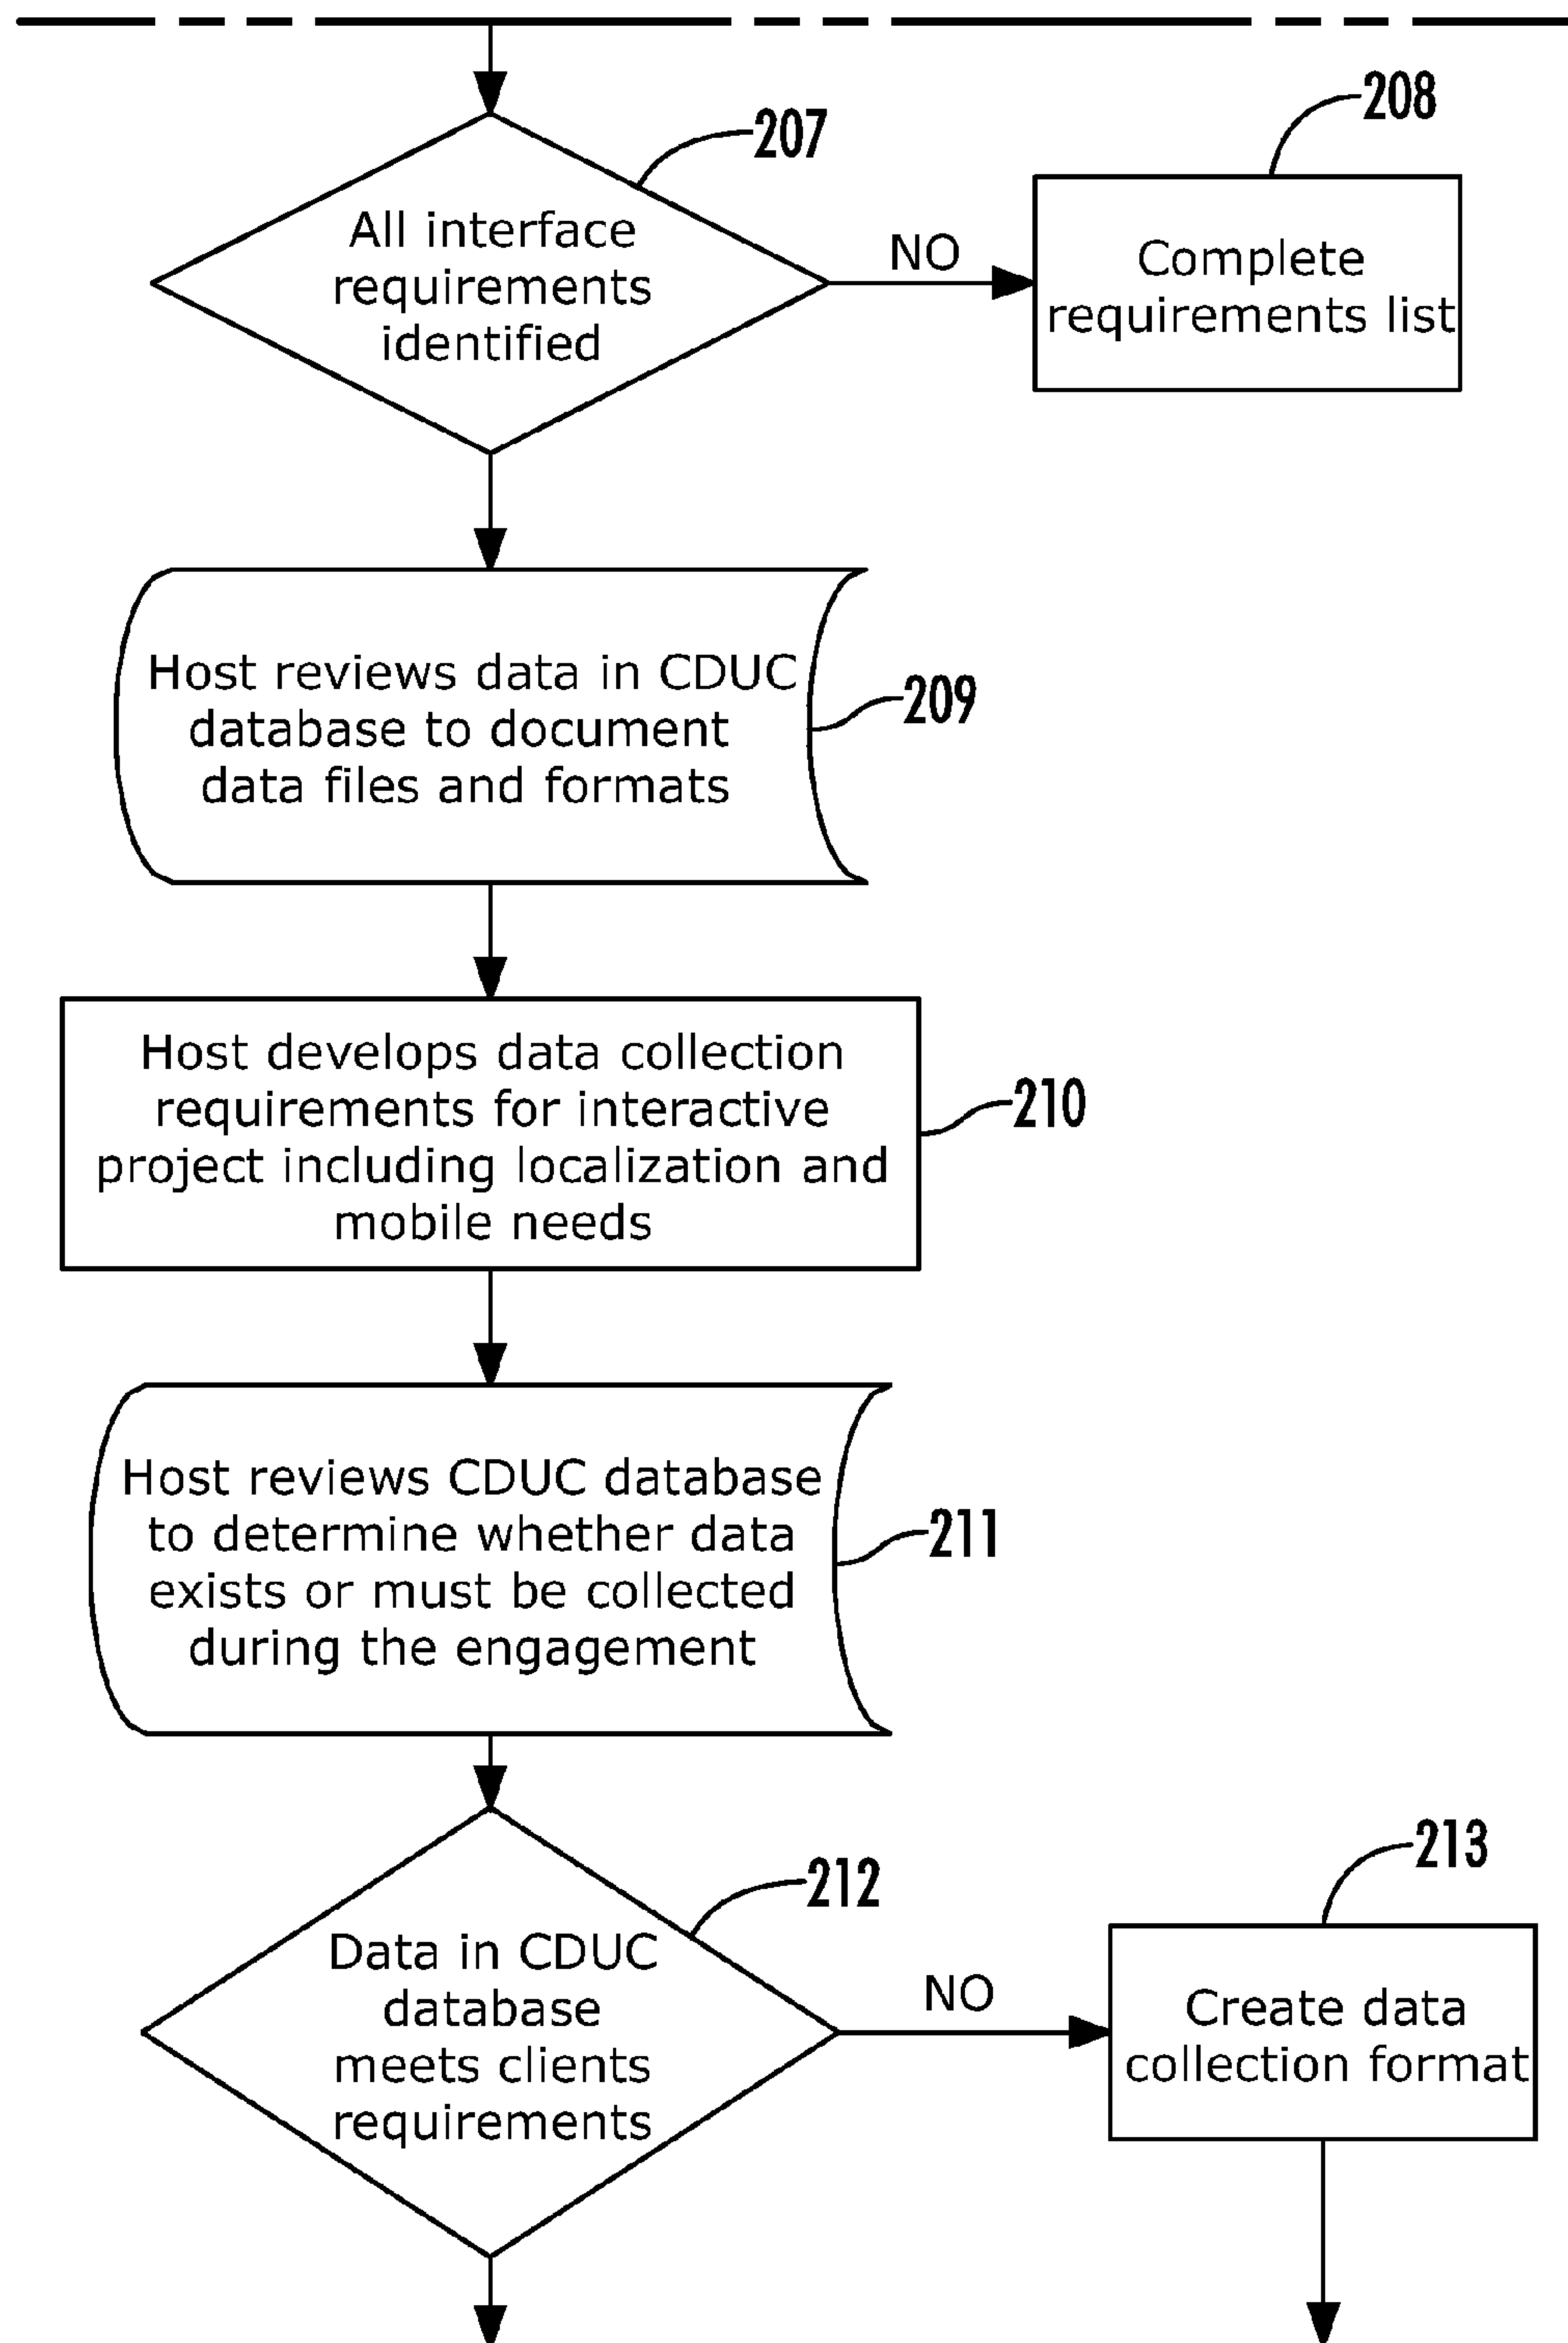 207
All interface
requirements
identified
NO
208
Complete
requirements list
Host reviews data in CDUC
database to document
data files and formats
209
Host develops data collection
requirements for interactive
project including localization and
mobile needs
210
Host reviews CDUC database
to determine whether data
exists or must be collected
during the engagement
211
212
Data in CDUC
database
meets clients
requirements
NO
213
Create data
collection format